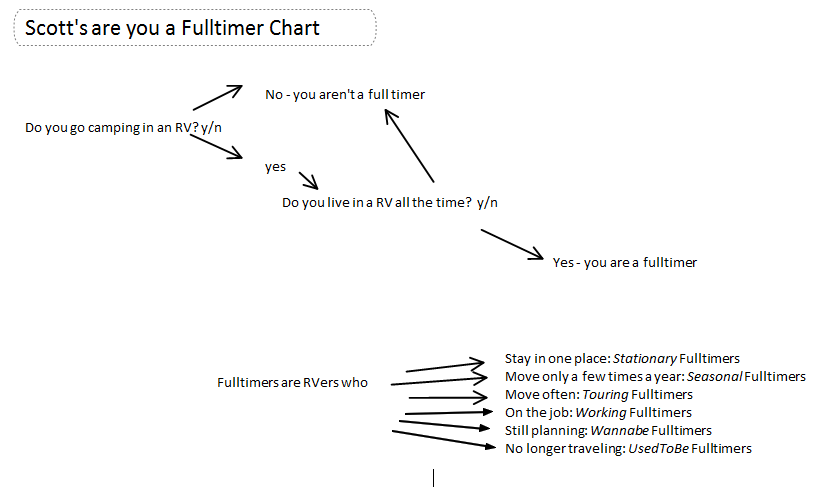 Scott's are you a Fulltimer Chart
No - you aren't a full timer
Do you go camping in an RV? y/n
yes
Do you live in a RV all the time? y/n
Yes - you are a fulltimer
Fulltimers are RVers who
Stay in one place: Stationary Fulltimers
Move only a few times a year: Seasonal Fulltimers
Move often: Touring Fulltimers
On the job: Working Fulltimers
Still planning: Wannabe Fulltimers
No longer traveling: UsedToBe Fulltimers